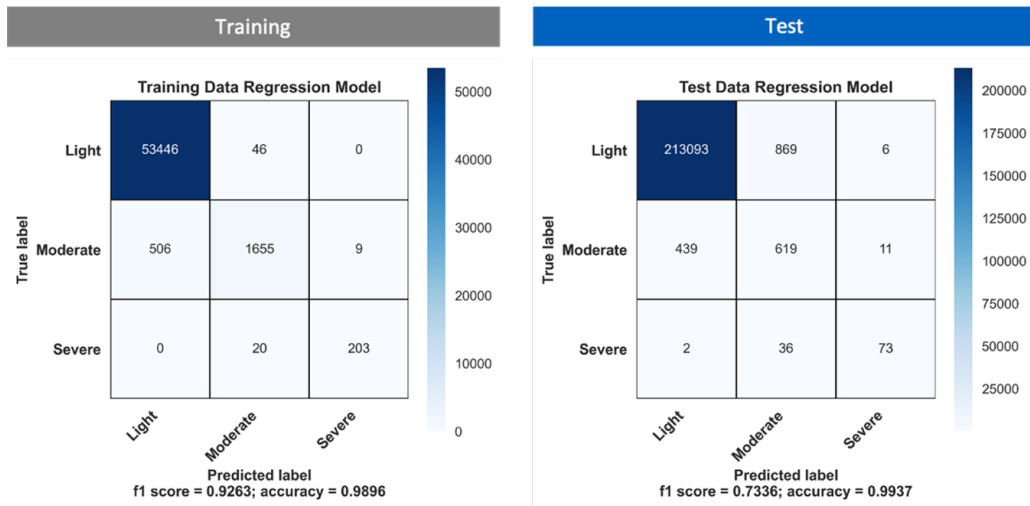 Training
Training Data Regression Model
Light 53446 46 0
Moderate 506 1655 9
Severe 0 20 203
True label
Light Moderate Severe
Predicted label
f1 score = 0.9263; accuracy = 0.9896
50000
40000
30000
20000
10000
0
Test
Test Data Regression Model
Light 213093 869 6
Moderate 439 619 11
Severe 2 36 73
True label
Light Moderate Severe
Predicted label
f1 score = 0.7336; accuracy = 0.9937
200000
175000
150000
125000
100000
75000
50000
25000